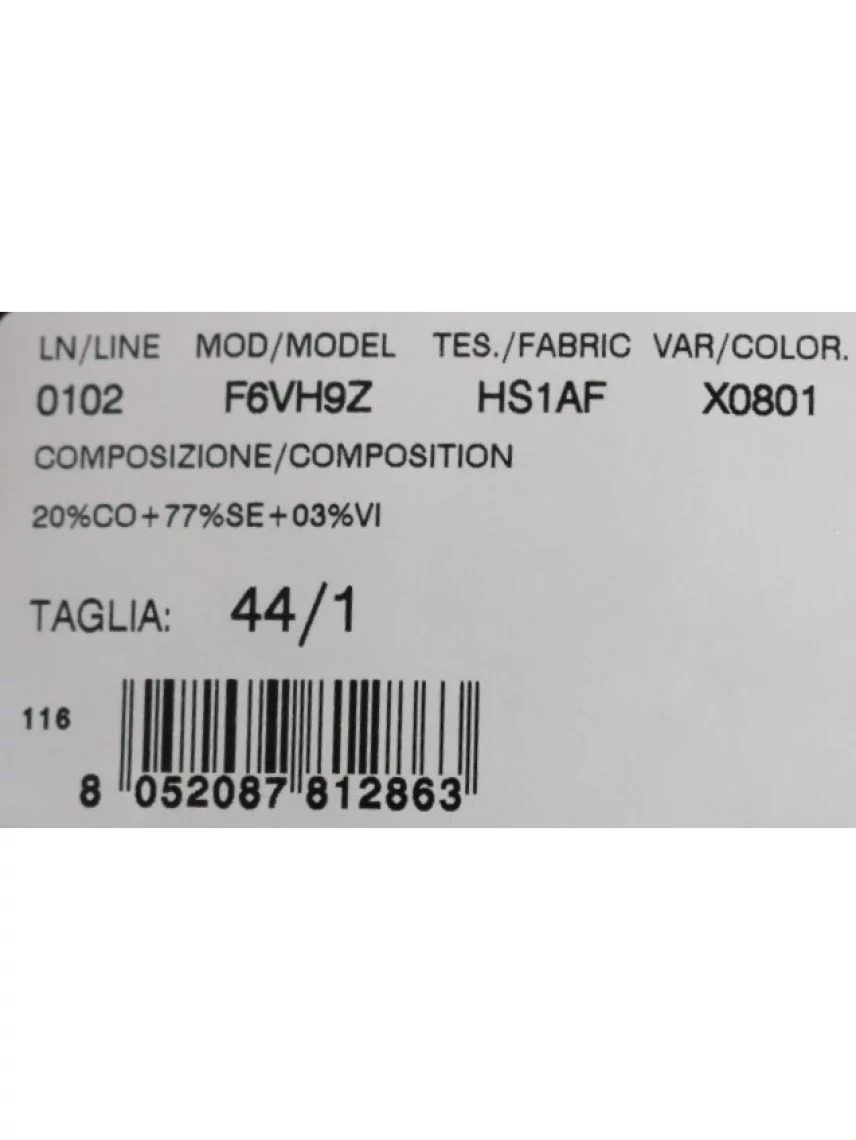 LN/LINE MOD/MODEL TES./FABRIC VAR/COLOR.
0102 F6VH9Z HS1AF X0801
COMPOSIZIONE/COMPOSITION
20%CO+77%SE+03%VI
TAGLIA: 44/1
116
8 052087 812863